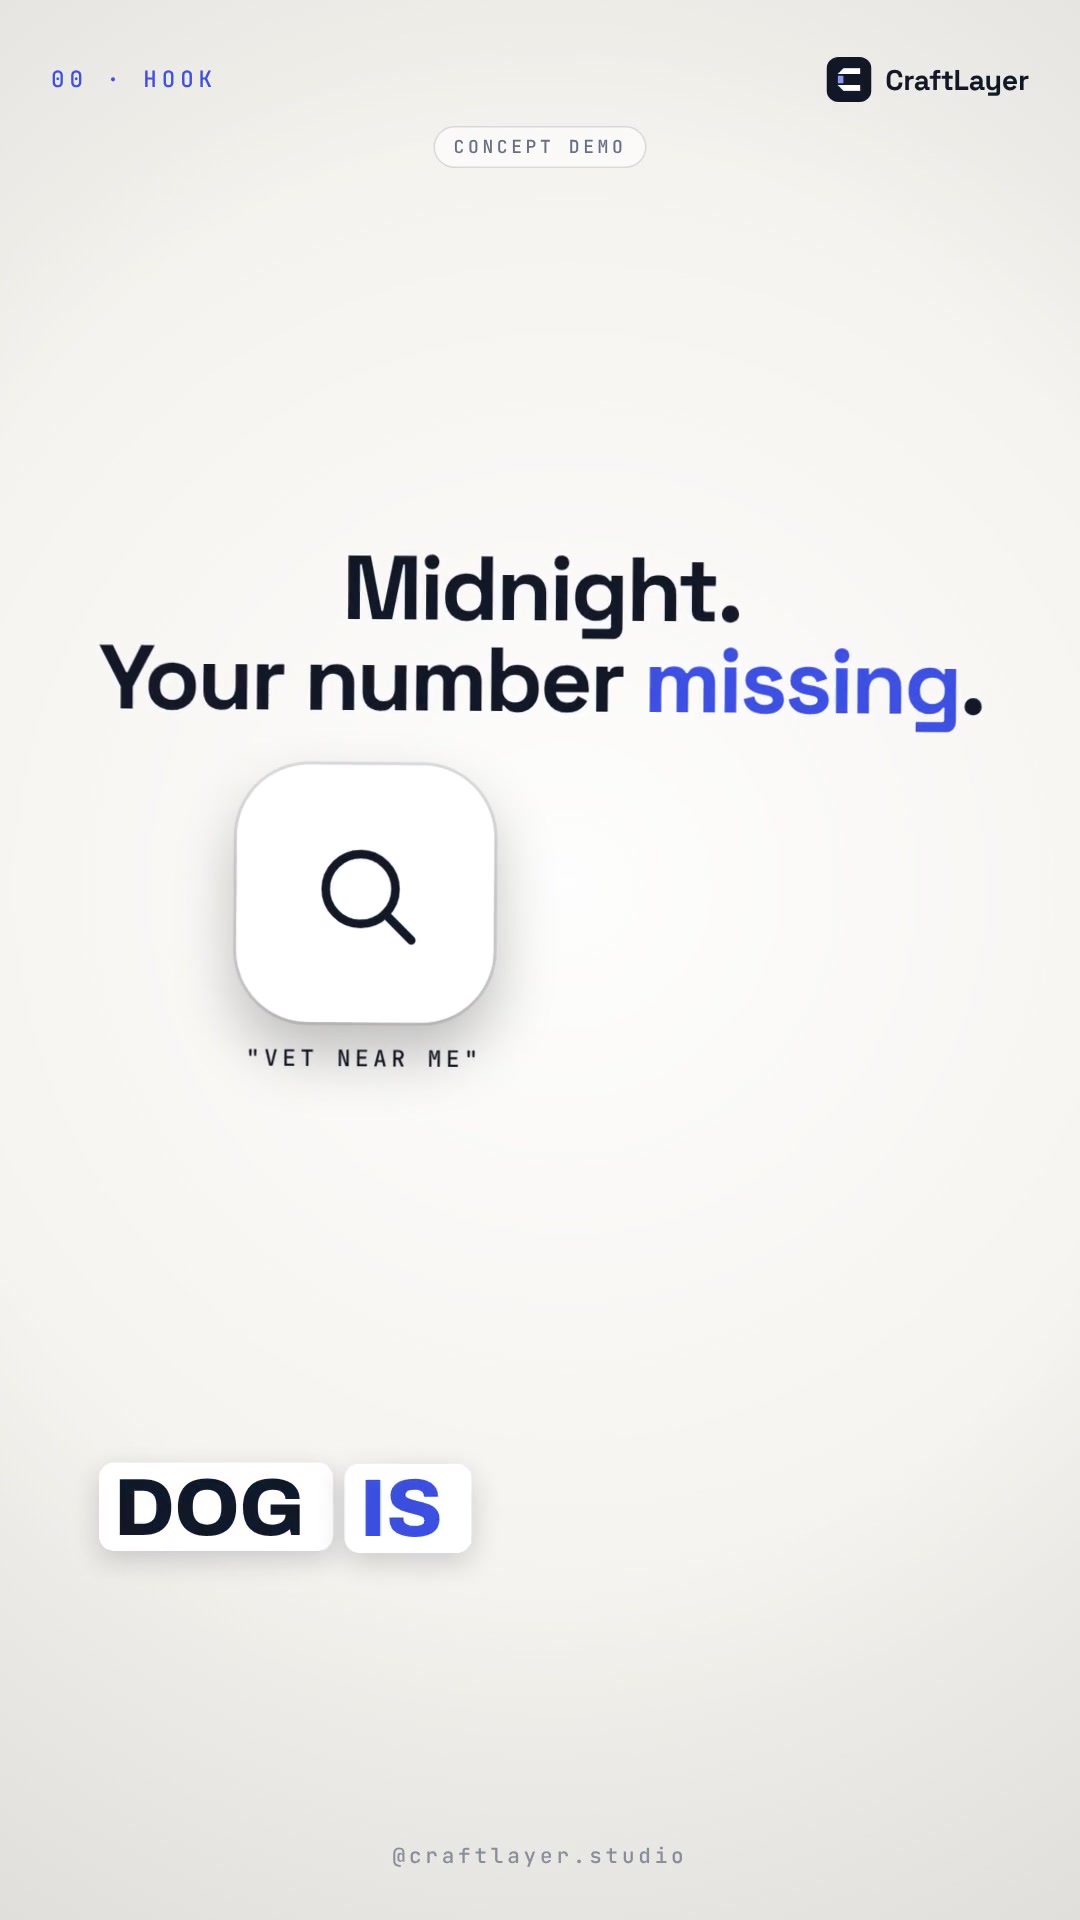 00 · HOOK
CraftLayer
CONCEPT DEMO
Midnight.
Your number missing.
"VET NEAR ME"
DOG IS
@craftlayer.studio